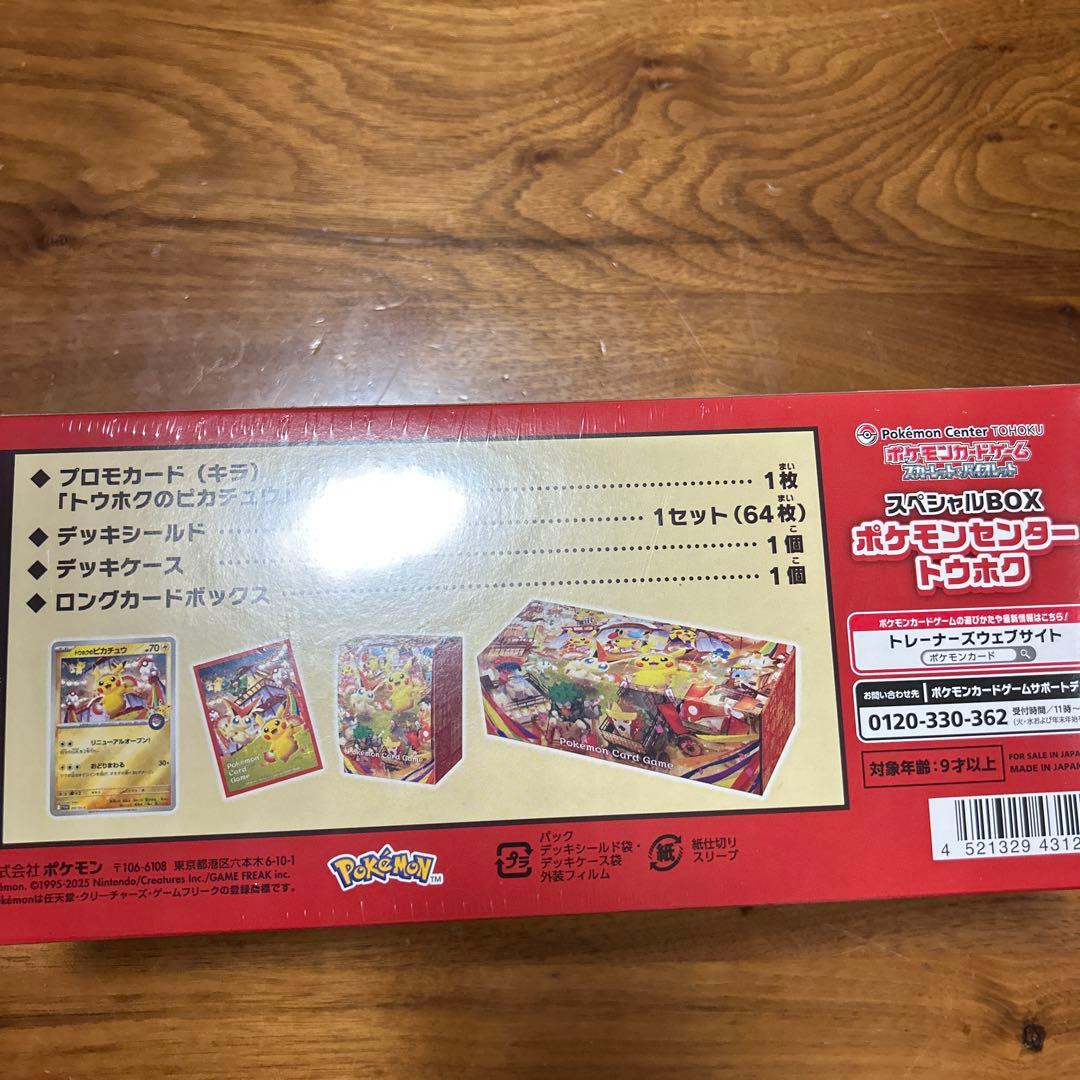 ◆ プロモカード（キラ）
「トウホクのピカチュウ」 1枚
◆ デッキシールド 1セット（64枚）
◆ デッキケース 1個
◆ ロングカードボックス 1個
トウホクのピカチュウ
70
リニューアルオープン！
おどりまわる 30+
Pokémon
Card
Game
Pokémon Card Game
Pokémon Card Game
Pokémon Center TOHOKU
ポケモンカードゲーム
スカーレット&バイオレット
スペシャルBOX
ポケモンセンター
トウホク
ポケモンカードゲームの遊びかたや最新情報はこちら！
トレーナーズウェブサイト
ポケモンカード
お問い合わせ先 ポケモンカードゲームサポートデ
0120-330-362 受付時間／11時～
対象年齢：9才以上
FOR SALE IN JAPA
MADE IN JAPAN
4 521329 4312
式会社ポケモン 〒106-6108 東京都港区六本木6-10-1
émon. ©1995-2025 Nintendo/Creatures Inc./GAME FREAK inc.
okémonは任天堂・クリーチャーズ・ゲームフリークの登録商標です。
POKéMON
TM
プラ
パック
デッキシールド袋・
デッキケース袋
外装フィルム
紙
紙仕切り
スリーブ